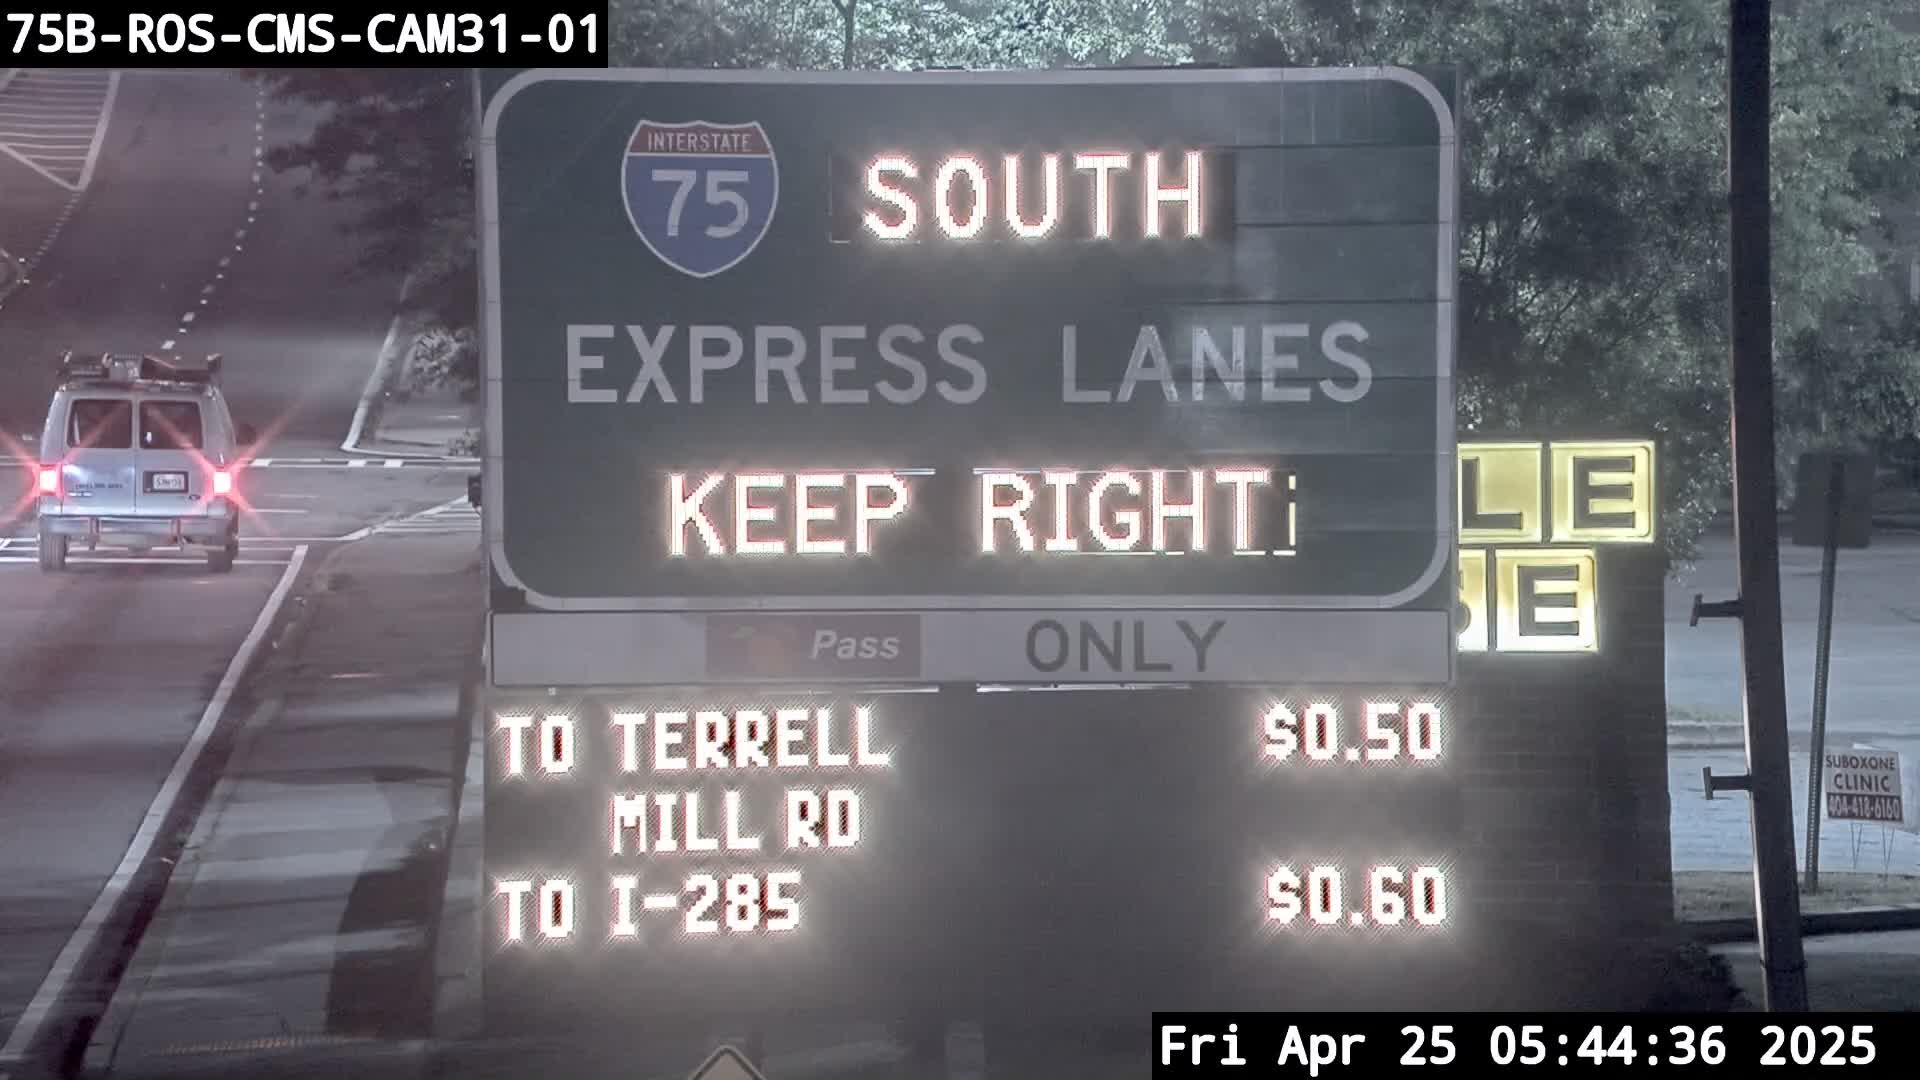 75B-ROS-CMS-CAM31-01
INTERSTATE
75
SOUTH
EXPRESS LANES
KEEP RIGHT
Pass ONLY
TO TERRELL $0.50
MILL RD
TO I-285 $0.60
LE
E
SUBOXONE
CLINIC
404-418-6160
Fri Apr 25 05:44:36 2025